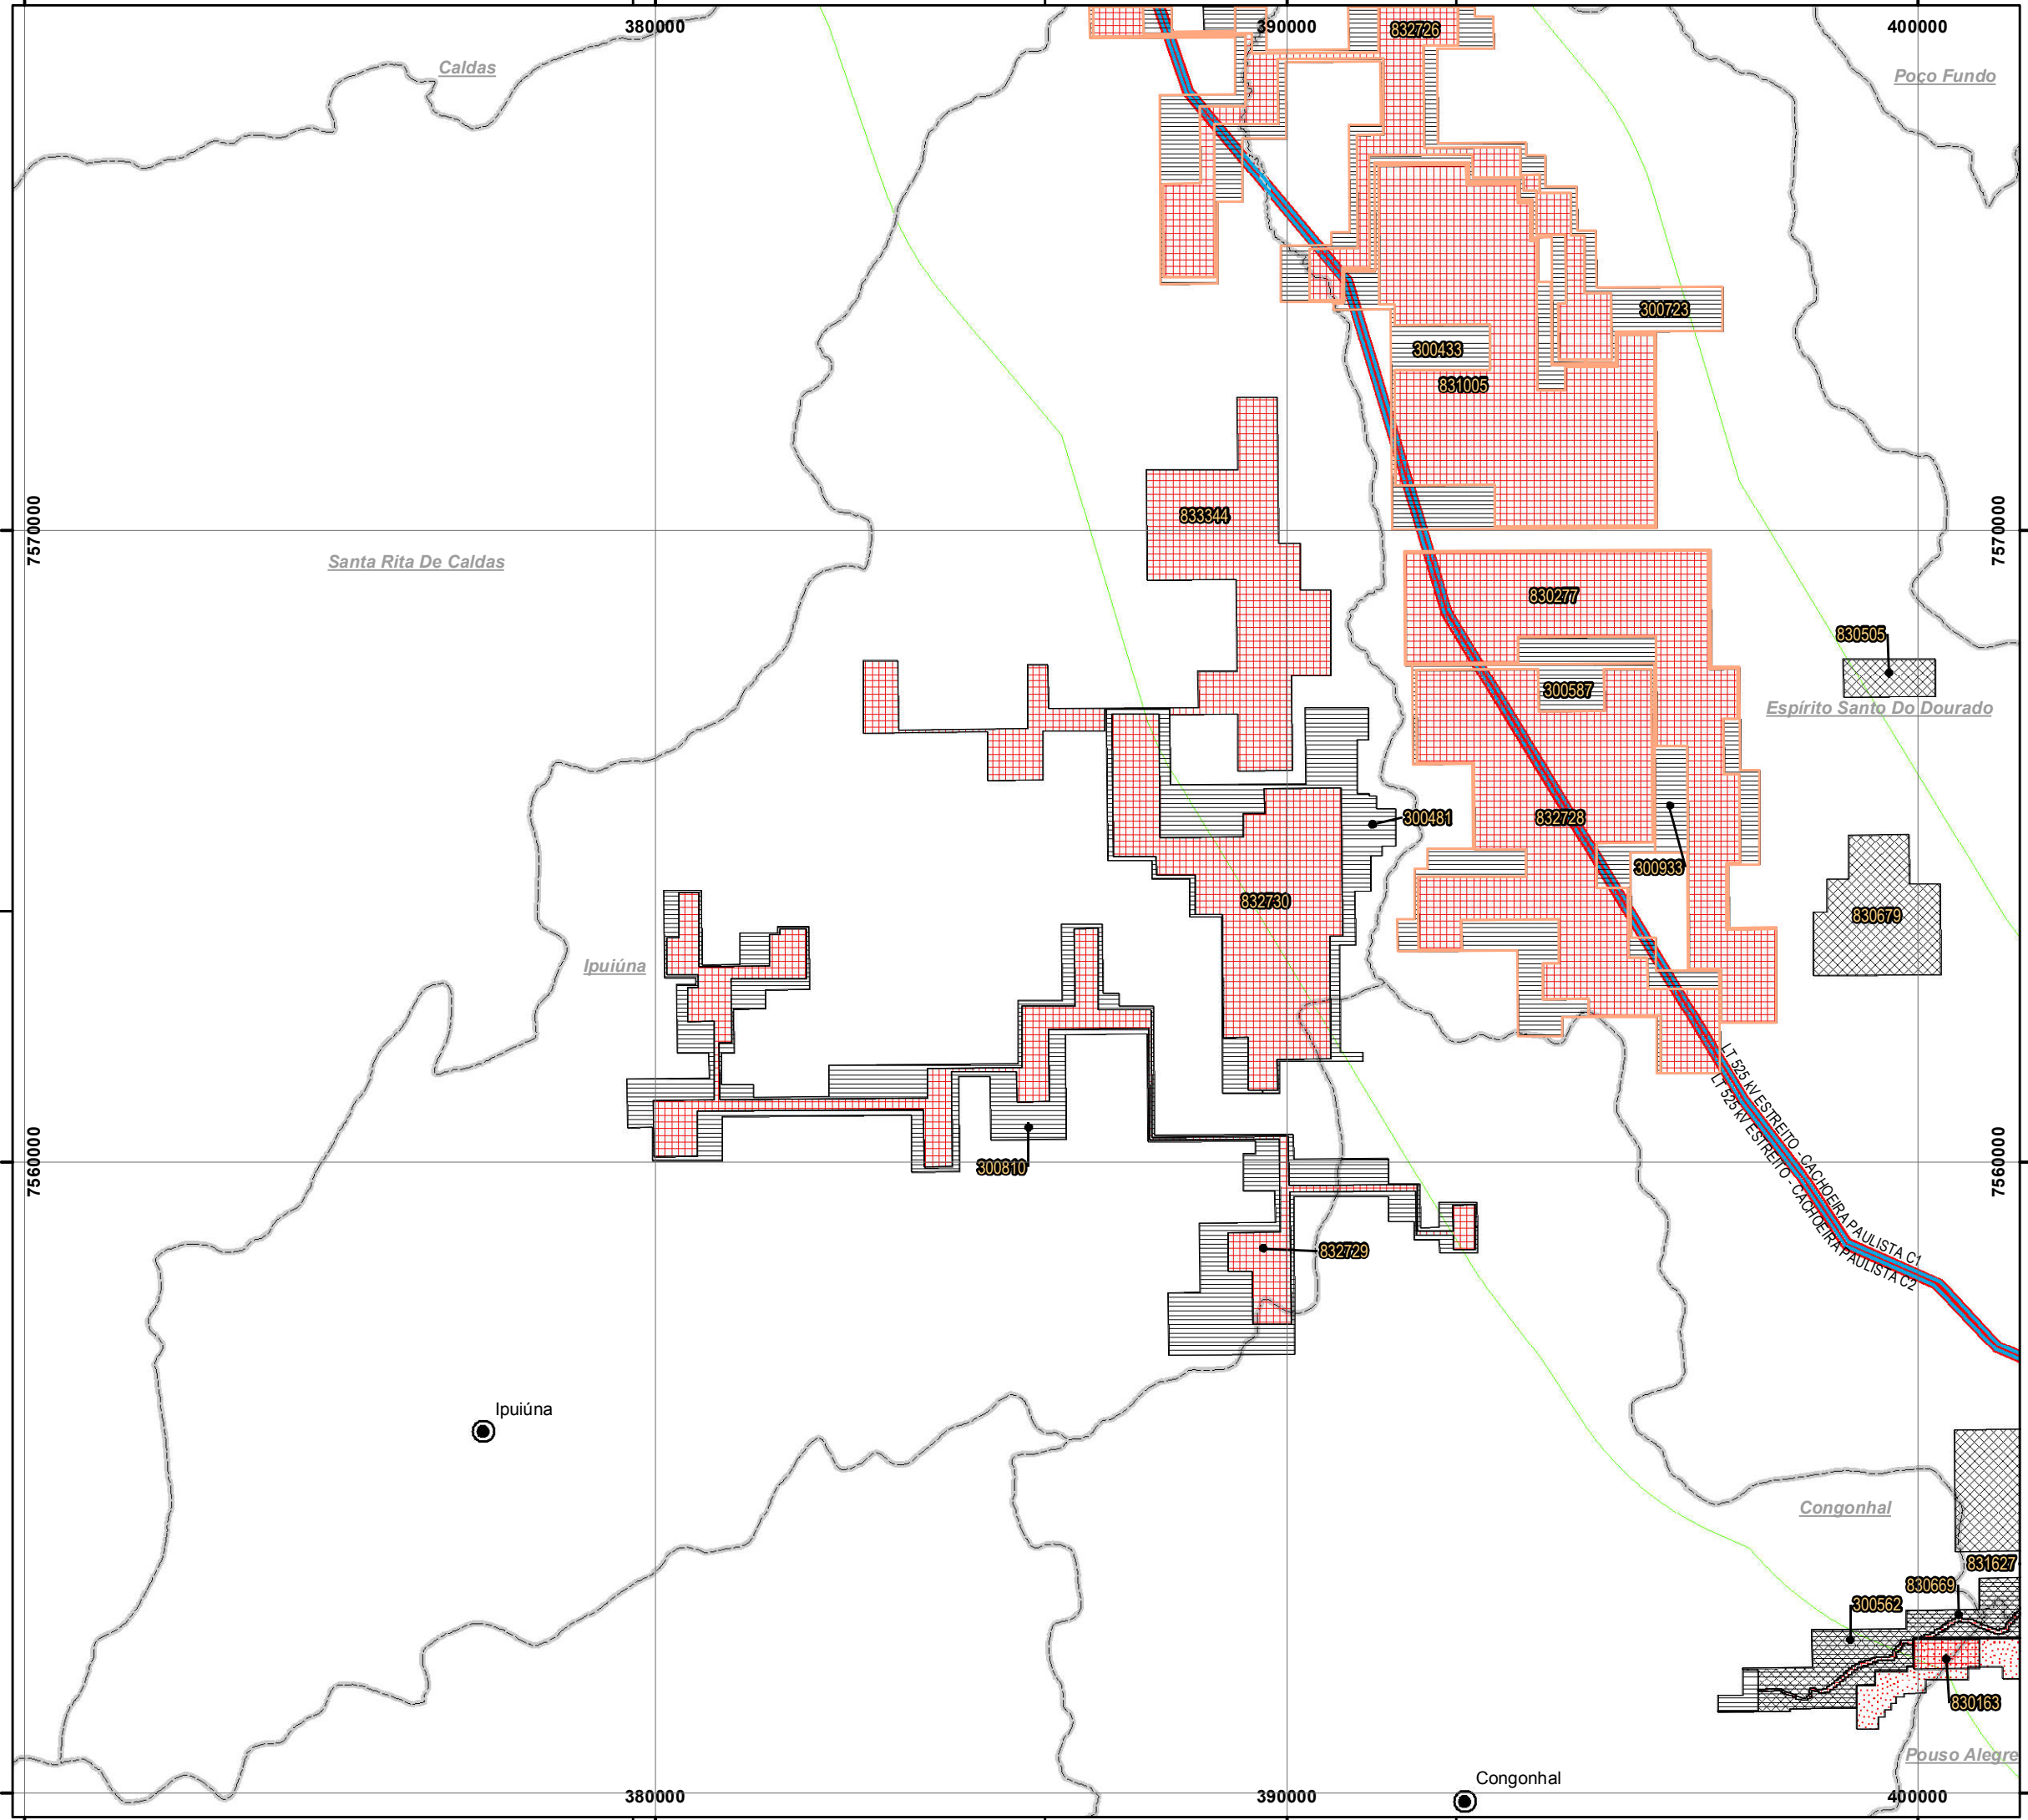 380000
390000
400000
832726
Caldas
Poço Fundo
300723
300433
831005
7570000
7570000
833344
Santa Rita De Caldas
830277
830505
300587
Espírito Santo Do Dourado
300481
832728
300933
832730
830679
Ipuiúna
LT 525 kV ESTREITO - CACHOEIRA PAULISTA C1
LT 525 kV ESTREITO - CACHOEIRA PAULISTA C2
7560000
7560000
300810
832729
Ipuiúna
Congonhal
831627
830669
300562
830163
Pouso Alegre
Congonhal
380000
390000
400000